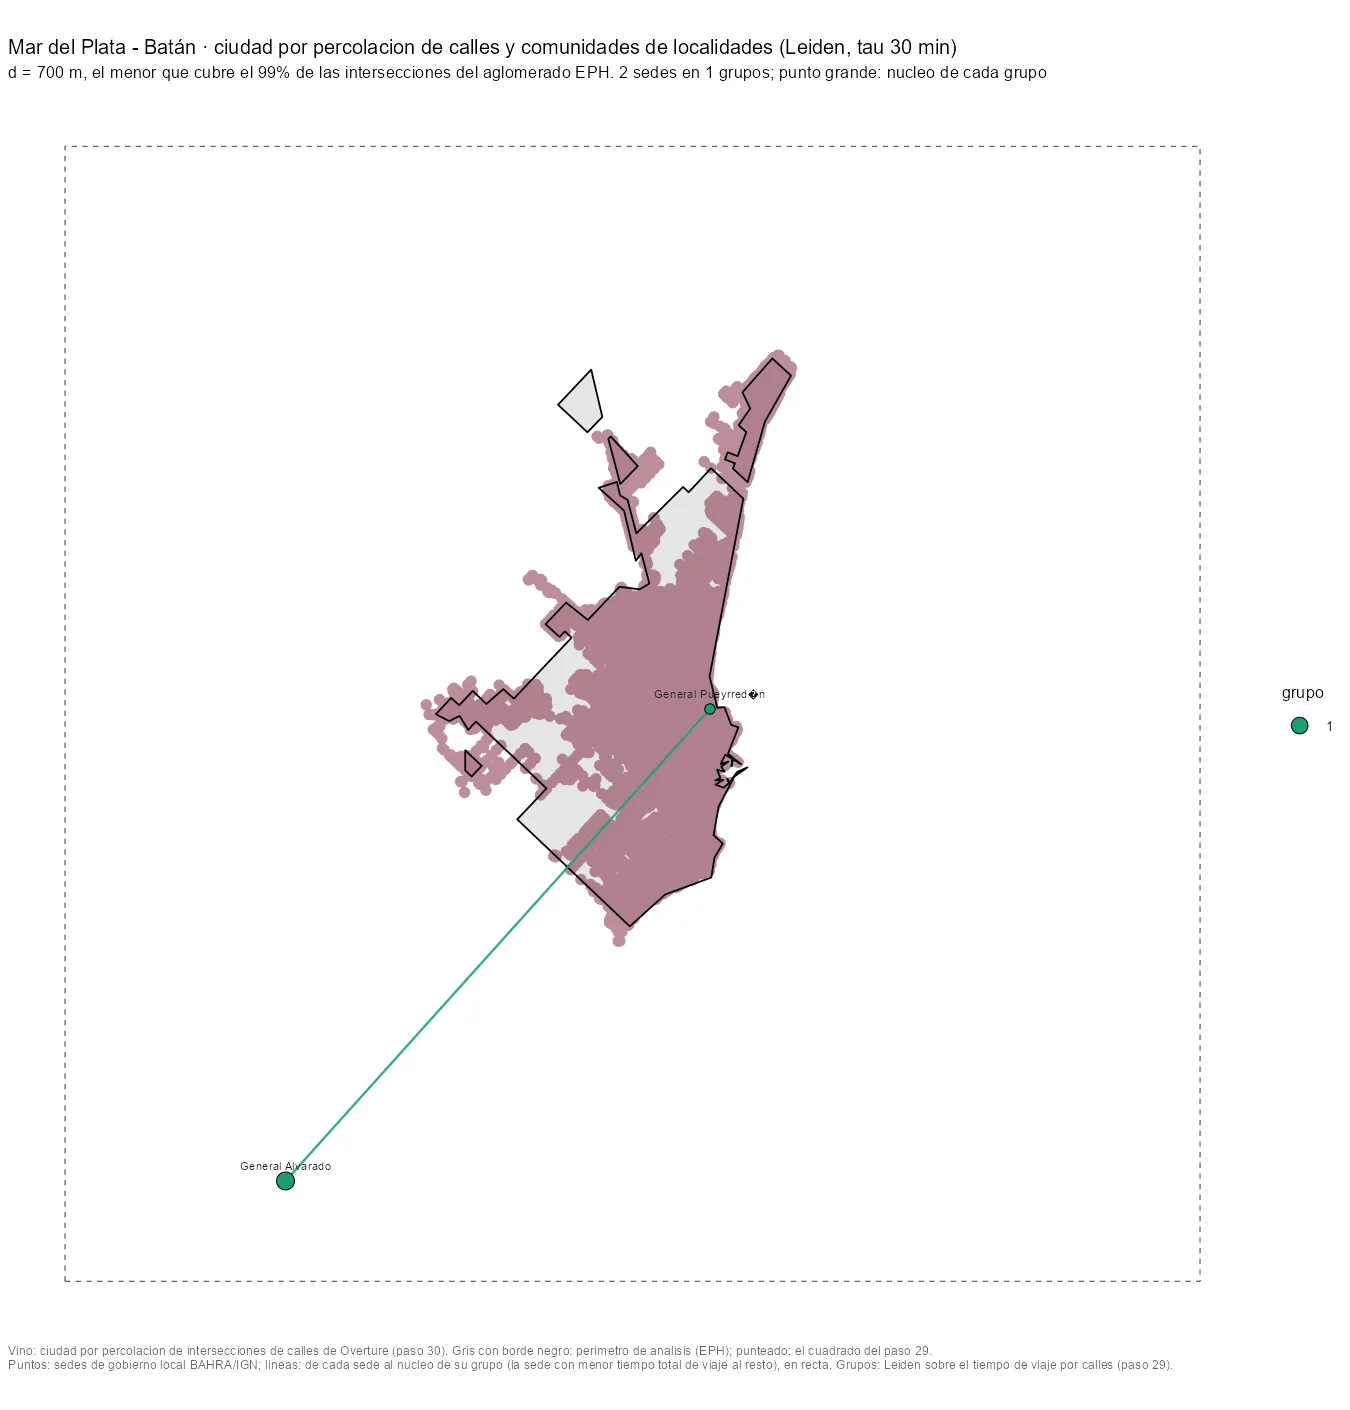 Mar del Plata - Batán · ciudad por percolacion de calles y comunidades de localidades (Leiden, tau 30 min)
d = 700 m, el menor que cubre el 99% de las intersecciones del aglomerado EPH. 2 sedes en 1 grupos; punto grande: nucleo de cada grupo
General Pueyrred�n
grupo
1
General Alvarado
Vino: ciudad por percolacion de intersecciones de calles de Overture (paso 30). Gris con borde negro: perimetro de analisis (EPH); punteado: el cuadrado del paso 29.
Puntos: sedes de gobierno local BAHRA/IGN; lineas: de cada sede al nucleo de su grupo (la sede con menor tiempo total de viaje al resto), en recta. Grupos: Leiden sobre el tiempo de viaje por calles (paso 29).